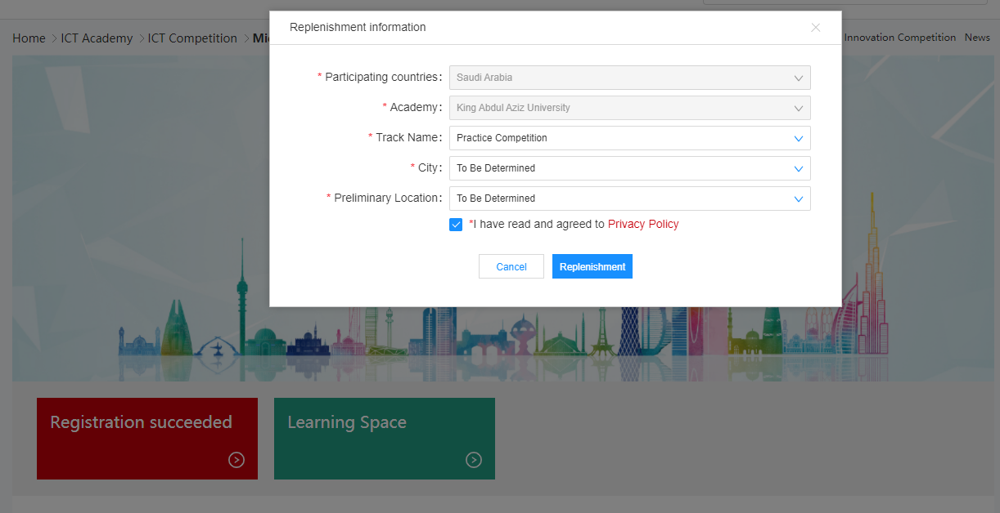 Replenishment information
Home > ICT Academy > ICT Competition > Mi
Innovation Competition News
* Participating countries: Saudi Arabia
* Academy: King Abdul Aziz University
* Track Name: Practice Competition
* City: To Be Determined
* Preliminary Location: To Be Determined
*I have read and agreed to Privacy Policy
Cancel Replenishment
Registration succeeded
Learning Space